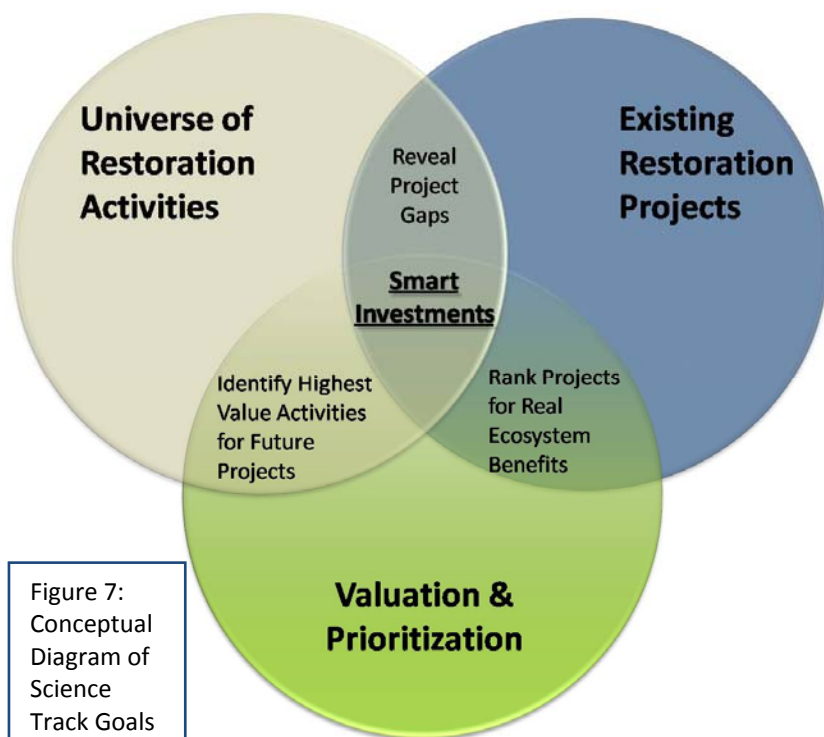 Universe of
Restoration
Activities
Existing
Restoration
Projects
Reveal
Project
Gaps
Smart
Investments
Identify Highest
Value Activities
for Future
Projects
Rank Projects
for Real
Ecosystem
Benefits
Valuation &
Prioritization
Figure 7:
Conceptual
Diagram of
Science
Track Goals